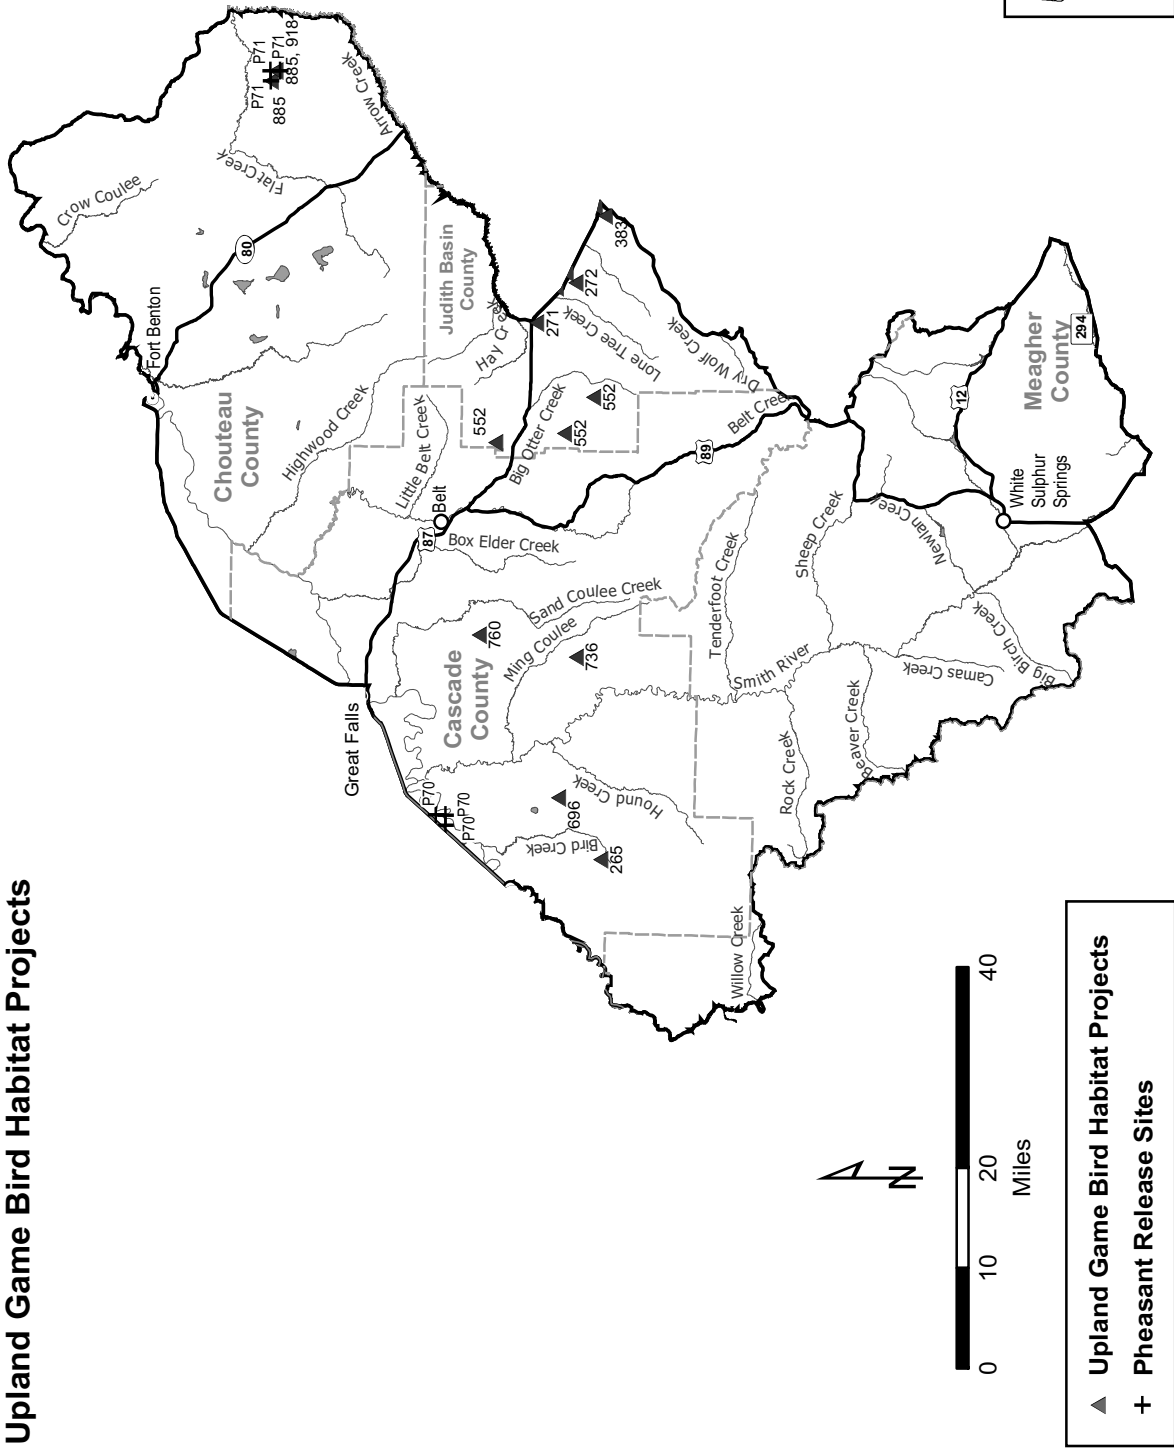 Upland Game Bird Habitat Projects
Crow Coulee
P71
P71
P71
885
885, 918
Arrow Creek
Flat Creek
80
Fort Benton
Chouteau
County
Judith Basin
County
Highwood Creek
Hay Creek
Little Belt Creek
271
272
383
Lone Tree Creek
Dry Wolf Creek
552
552
552
Big Otter Creek
Belt Creek
89
87
Belt
Box Elder Creek
Sand Coulee Creek
Ming Coulee
760
736
Cascade
County
Great Falls
P70
P70
P70
696
265
Hound Creek
Bird Creek
Tenderfoot Creek
Sheep Creek
Newlan Creek
Smith River
Rock Creek
Beaver Creek
Camas Creek
Big Birch Creek
Willow Creek
White
Sulphur
Springs
12
Meagher
County
294
N
0 10 20 40
Miles
Upland Game Bird Habitat Projects
Pheasant Release Sites